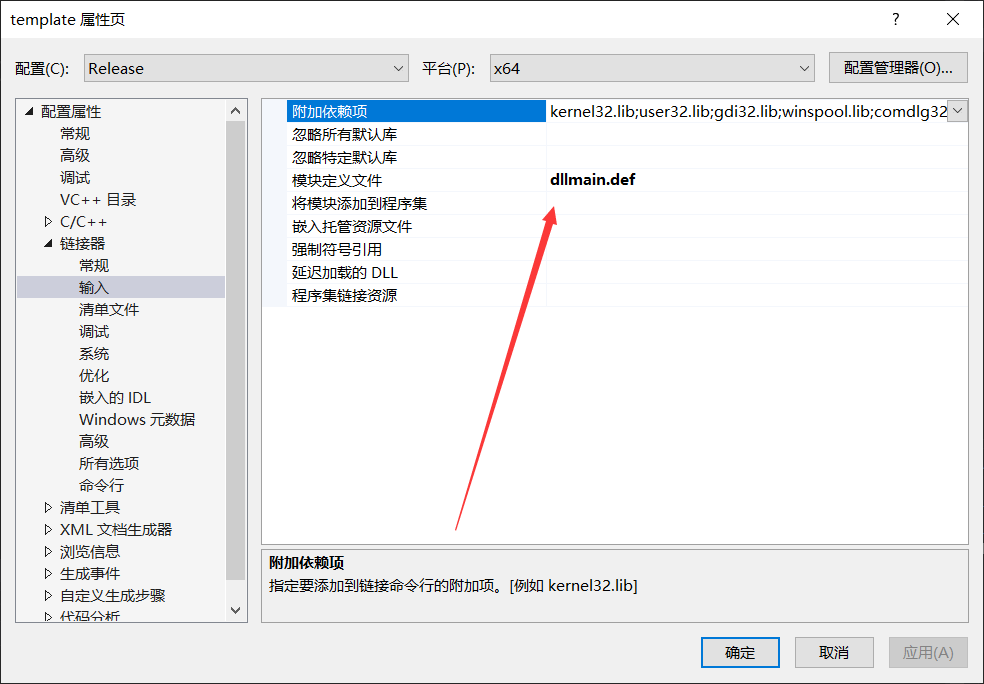 template 属性页
配置(C):
Release
平台(P):
x64
配置管理器(O)...
配置属性
常规
高级
调试
VC++ 目录
C/C++
链接器
常规
输入
清单文件
调试
系统
优化
嵌入的 IDL
Windows 元数据
高级
所有选项
命令行
清单工具
XML 文档生成器
浏览信息
生成事件
自定义生成步骤
代码分析
附加依赖项 kernel32.lib;user32.lib;gdi32.lib;winspool.lib;comdlg32
忽略所有默认库
忽略特定默认库
模块定义文件 dllmain.def
将模块添加到程序集
嵌入托管资源文件
强制符号引用
延迟加载的 DLL
程序集链接资源
附加依赖项
指定要添加到链接命令行的附加项。[例如 kernel32.lib]
确定
取消
应用(A)